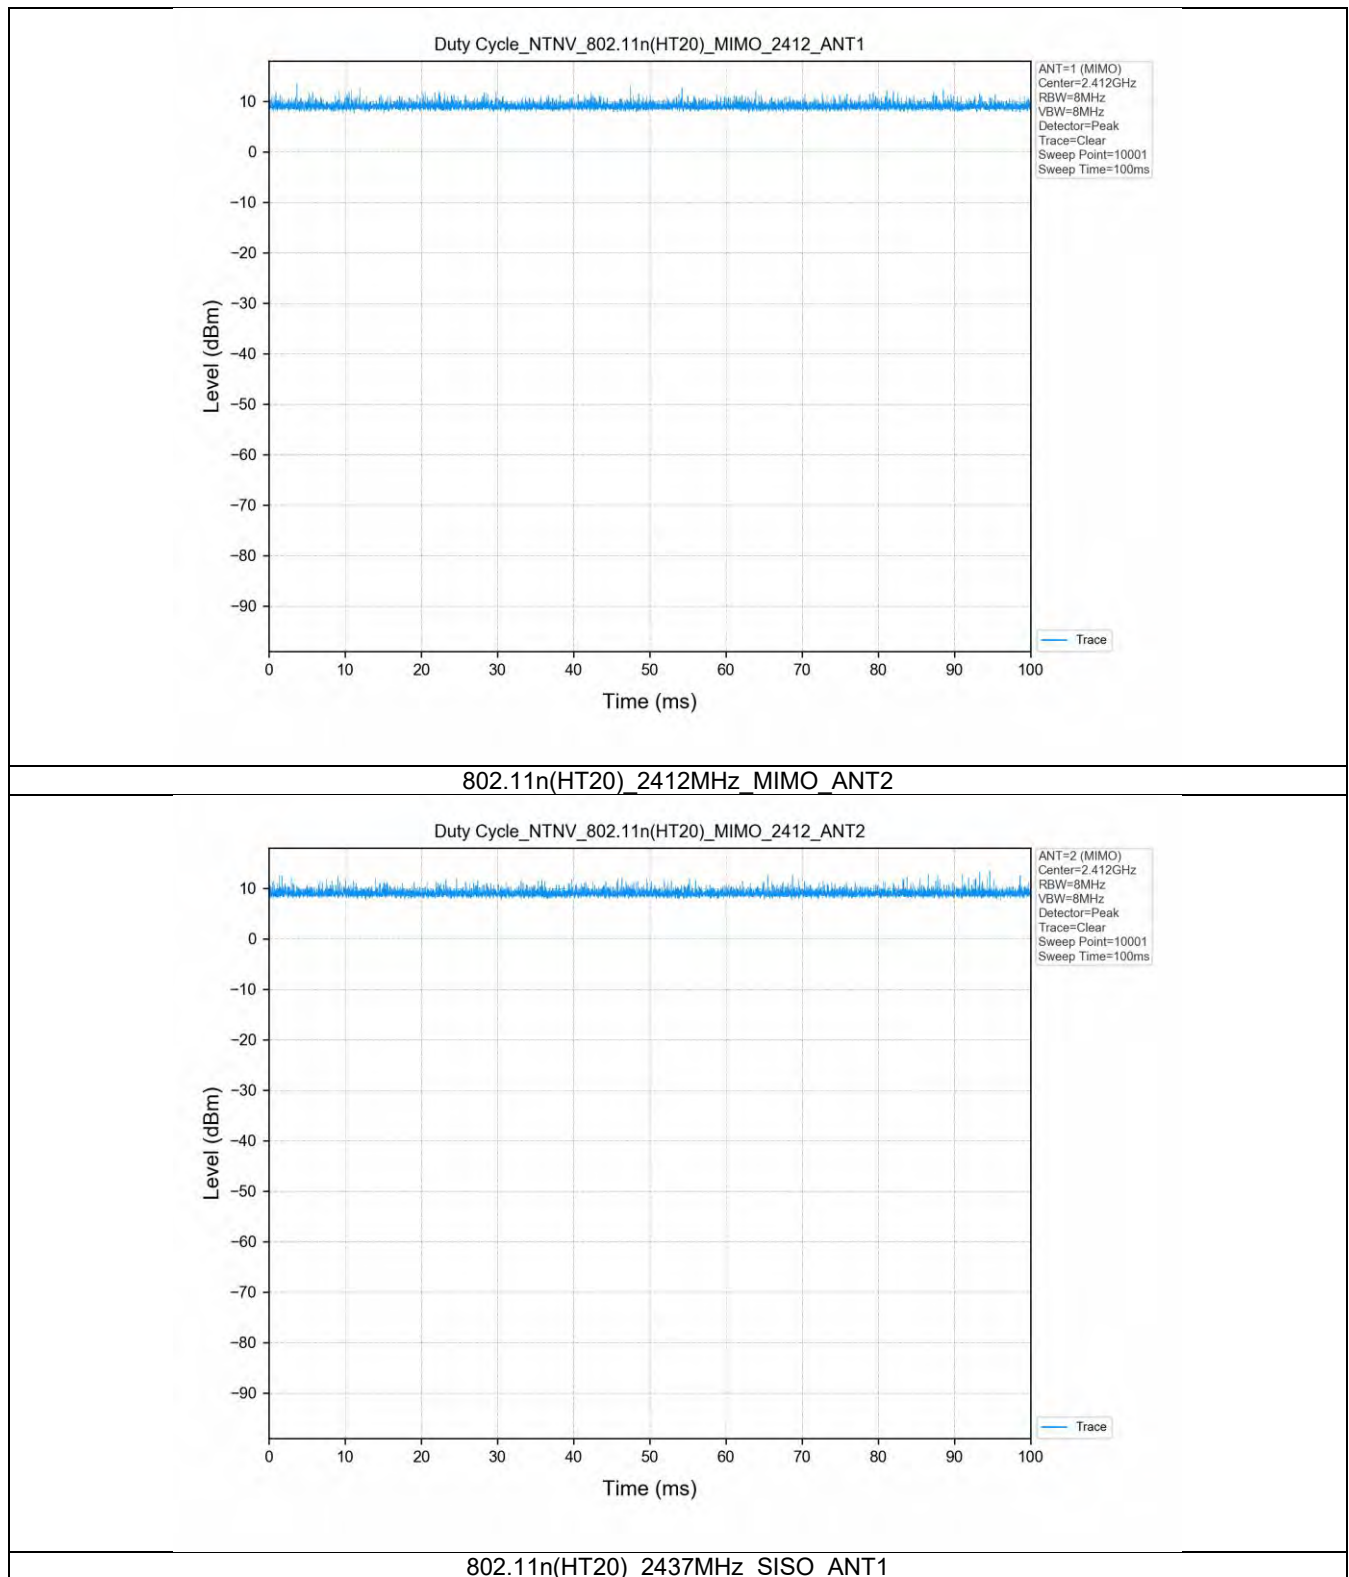 Duty Cycle_NTNV_802.11n(HT20)_MIMO_2412_ANT1
ANT=1 (MIMO)
Center=2.412GHz
RBW=8MHz
VBW=8MHz
Detector=Peak
Trace=Clear
Sweep Point=10001
Sweep Time=100ms
10
0
−10
−20
−30
−40
−50
−60
−70
−80
−90
Level (dBm)
Trace
0 10 20 30 40 50 60 70 80 90 100
Time (ms)
802.11n(HT20)_2412MHz_MIMO_ANT2
Duty Cycle_NTNV_802.11n(HT20)_MIMO_2412_ANT2
ANT=2 (MIMO)
Center=2.412GHz
RBW=8MHz
VBW=8MHz
Detector=Peak
Trace=Clear
Sweep Point=10001
Sweep Time=100ms
10
0
−10
−20
−30
−40
−50
−60
−70
−80
−90
Level (dBm)
Trace
0 10 20 30 40 50 60 70 80 90 100
Time (ms)
802.11n(HT20)_2437MHz_SISO_ANT1